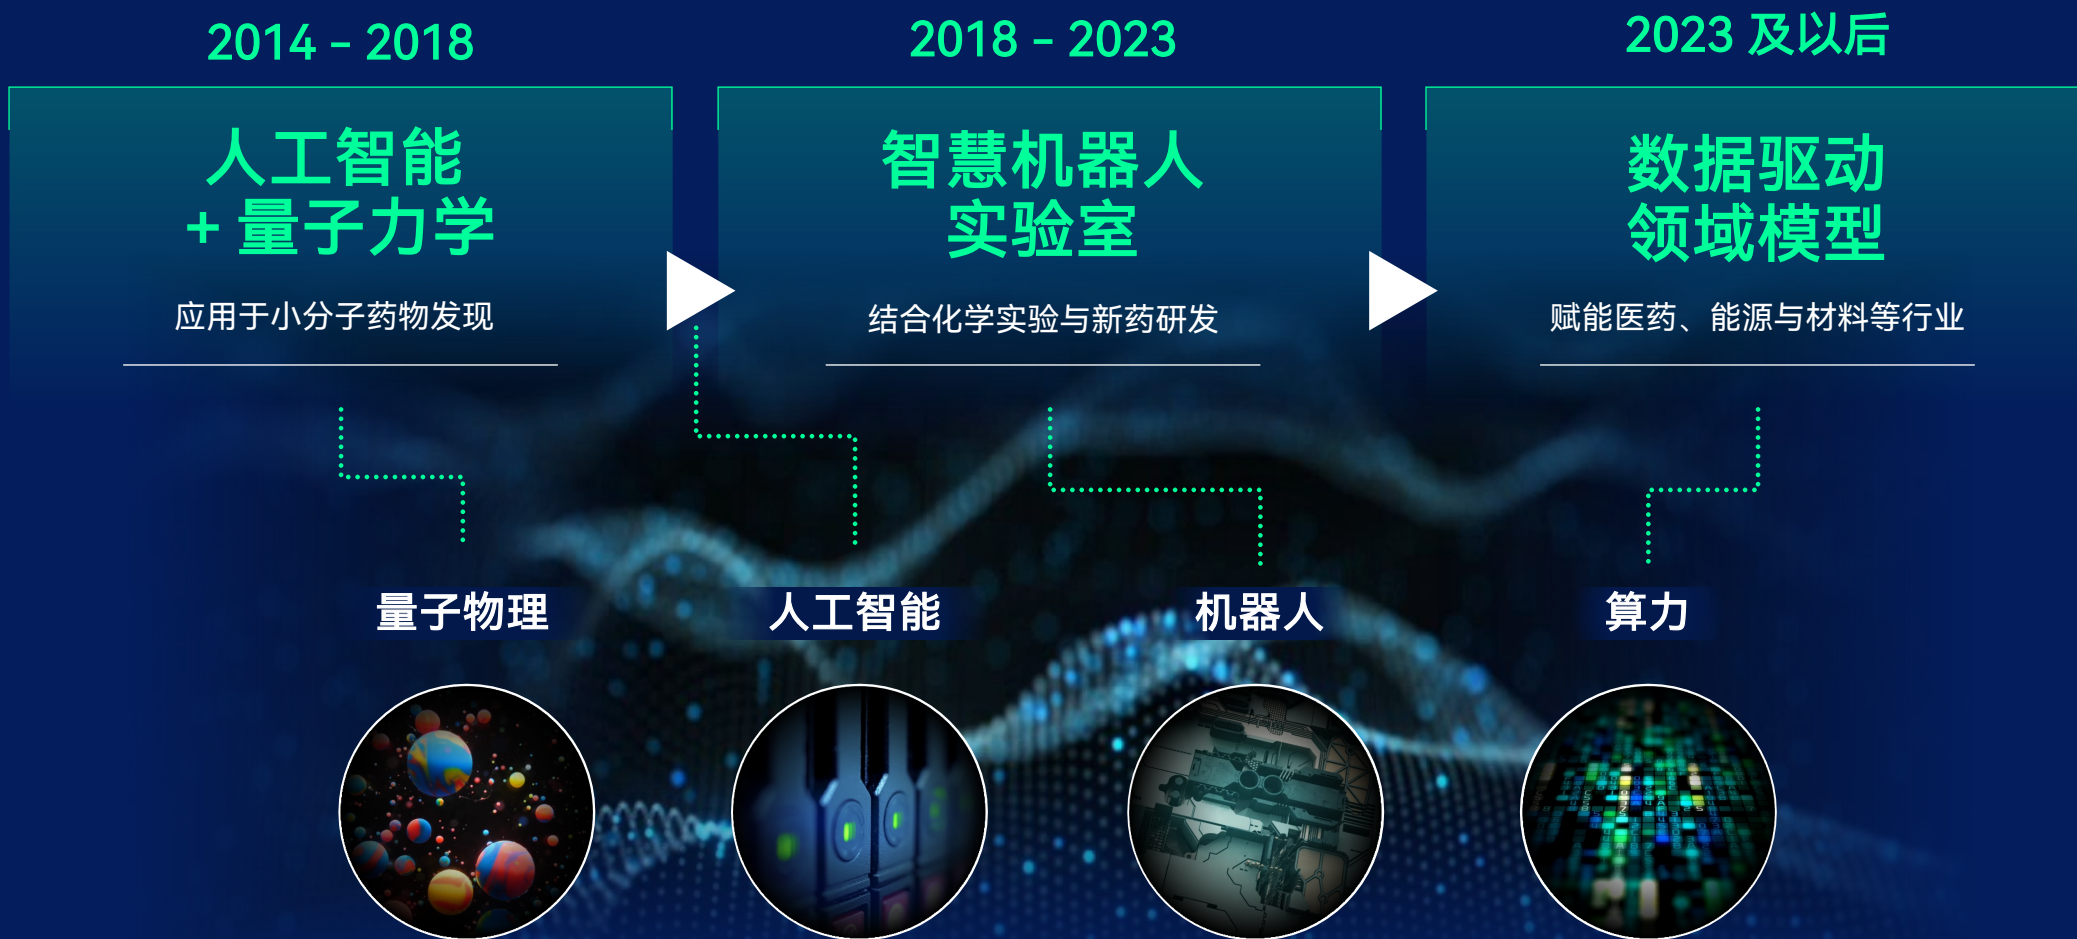 2014 – 2018
人工智能
+ 量子力学
应用于小分子药物发现
2018 – 2023
智慧机器人
实验室
结合化学实验与新药研发
2023 及以后
数据驱动
领域模型
赋能医药、能源与材料等行业
量子物理
人工智能
机器人
算力